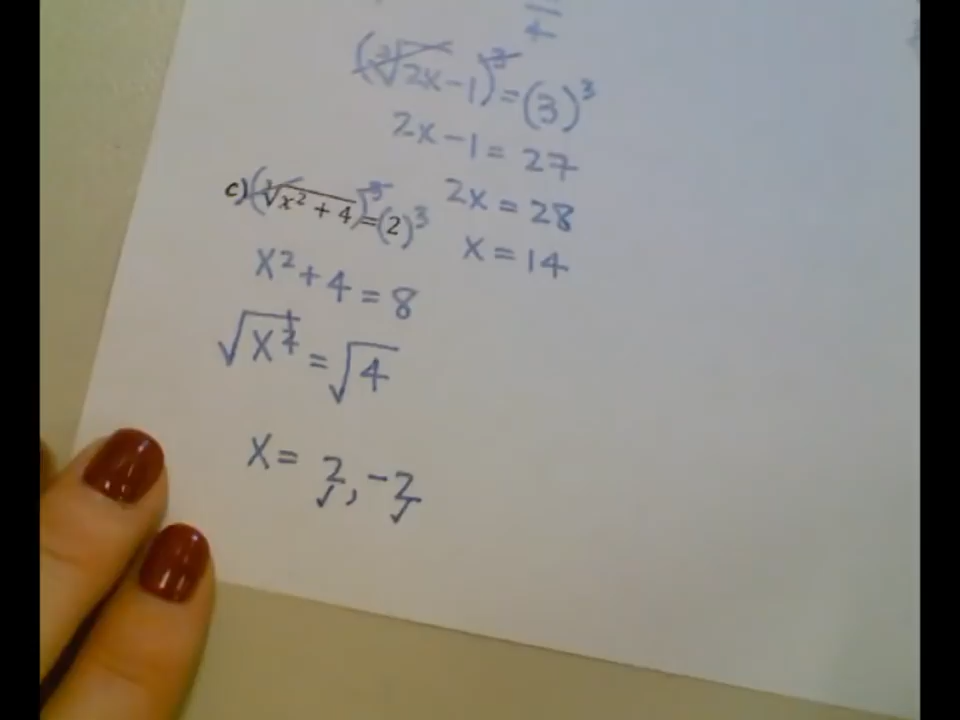 (∛2x-1)³ = (3)³
2x-1 = 27
2x = 28
x = 14
c) (∛x² + 4)³ = (2)³
x² + 4 = 8
√x² = √4
x = 2, -2